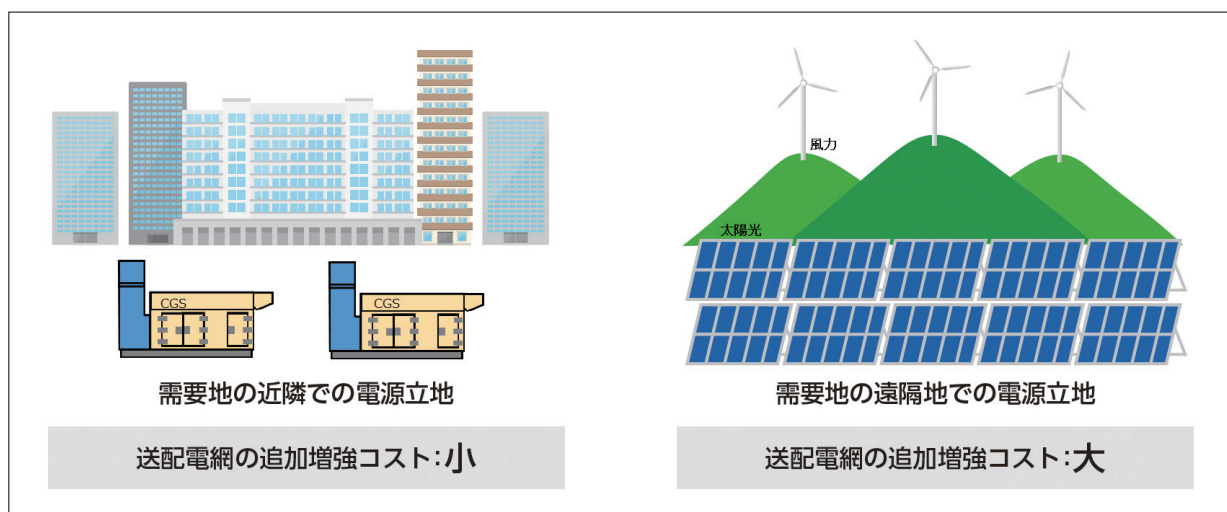 CGS
CGS
需要地の近隣での電源立地
送配電網の追加増強コスト:小
風力
太陽光
需要地の遠隔地での電源立地
送配電網の追加増強コスト:大